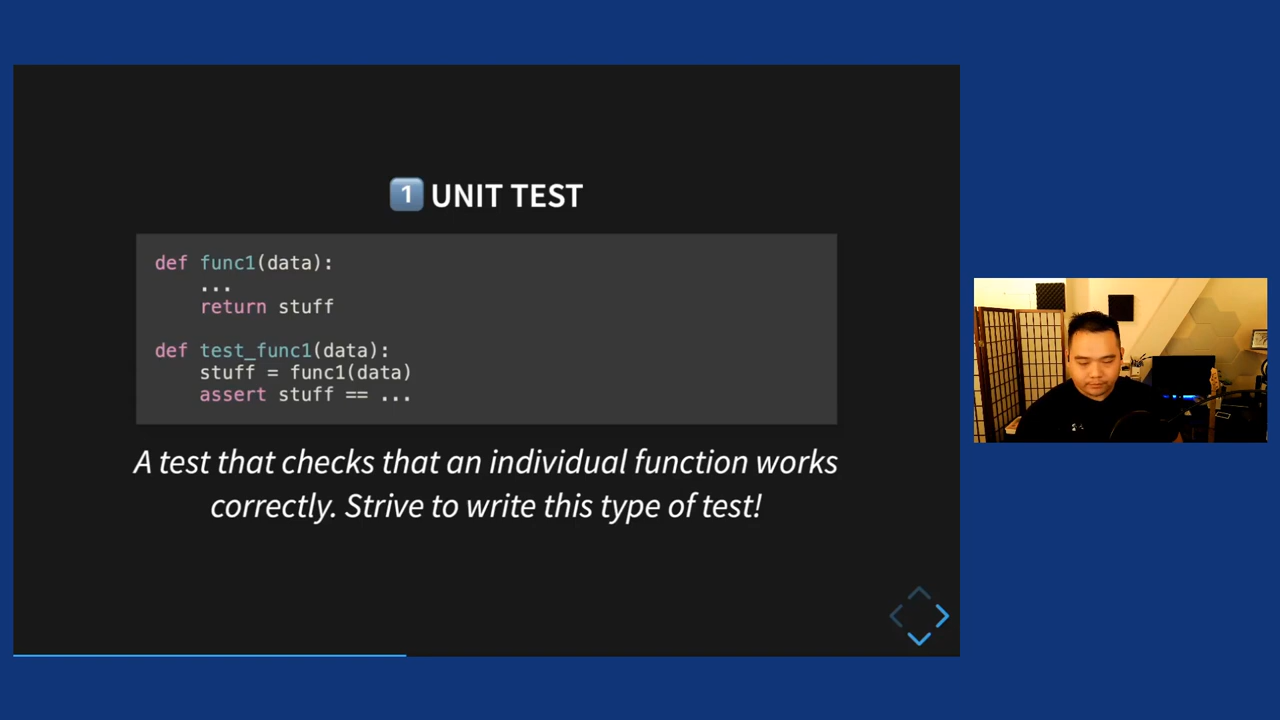 1 UNIT TEST
def func1(data):
    ...
    return stuff
def test_func1(data):
    stuff = func1(data)
    assert stuff == ...
A test that checks that an individual function works
correctly. Strive to write this type of test!